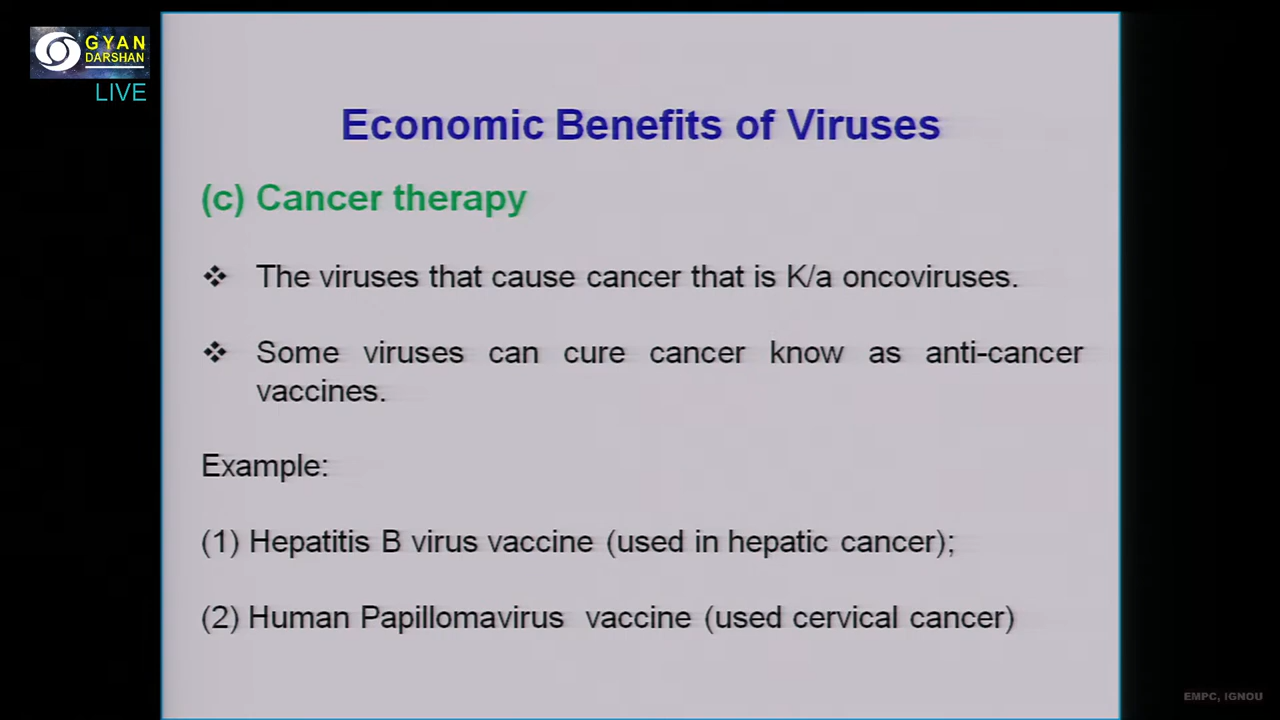 GYAN
DARSHAN
LIVE
Economic Benefits of Viruses
(c) Cancer therapy
❖ The viruses that cause cancer that is K/a oncoviruses.
❖ Some viruses can cure cancer know as anti-cancer
vaccines.
Example:
(1) Hepatitis B virus vaccine (used in hepatic cancer);
(2) Human Papillomavirus vaccine (used cervical cancer)
EMPC, IGNOU